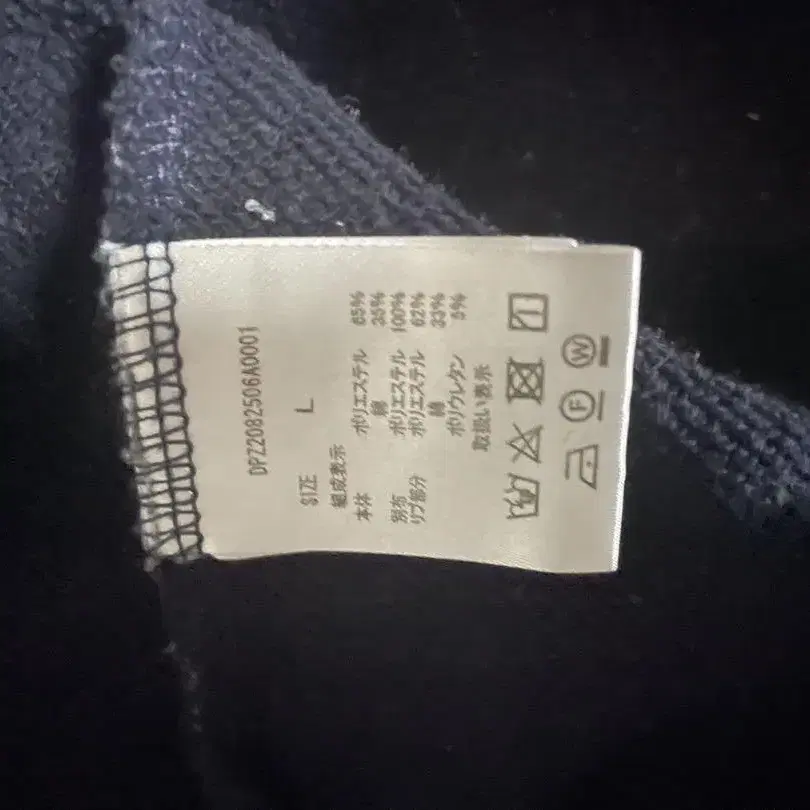 DPZ2082506A0001
SIZE L
組成表示
本体 ポリエステル 65%
綿 35%
別布 ポリエステル 100%
リブ部分 ポリエステル 62%
綿 33%
ポリウレタン 5%
取扱い表示
F W